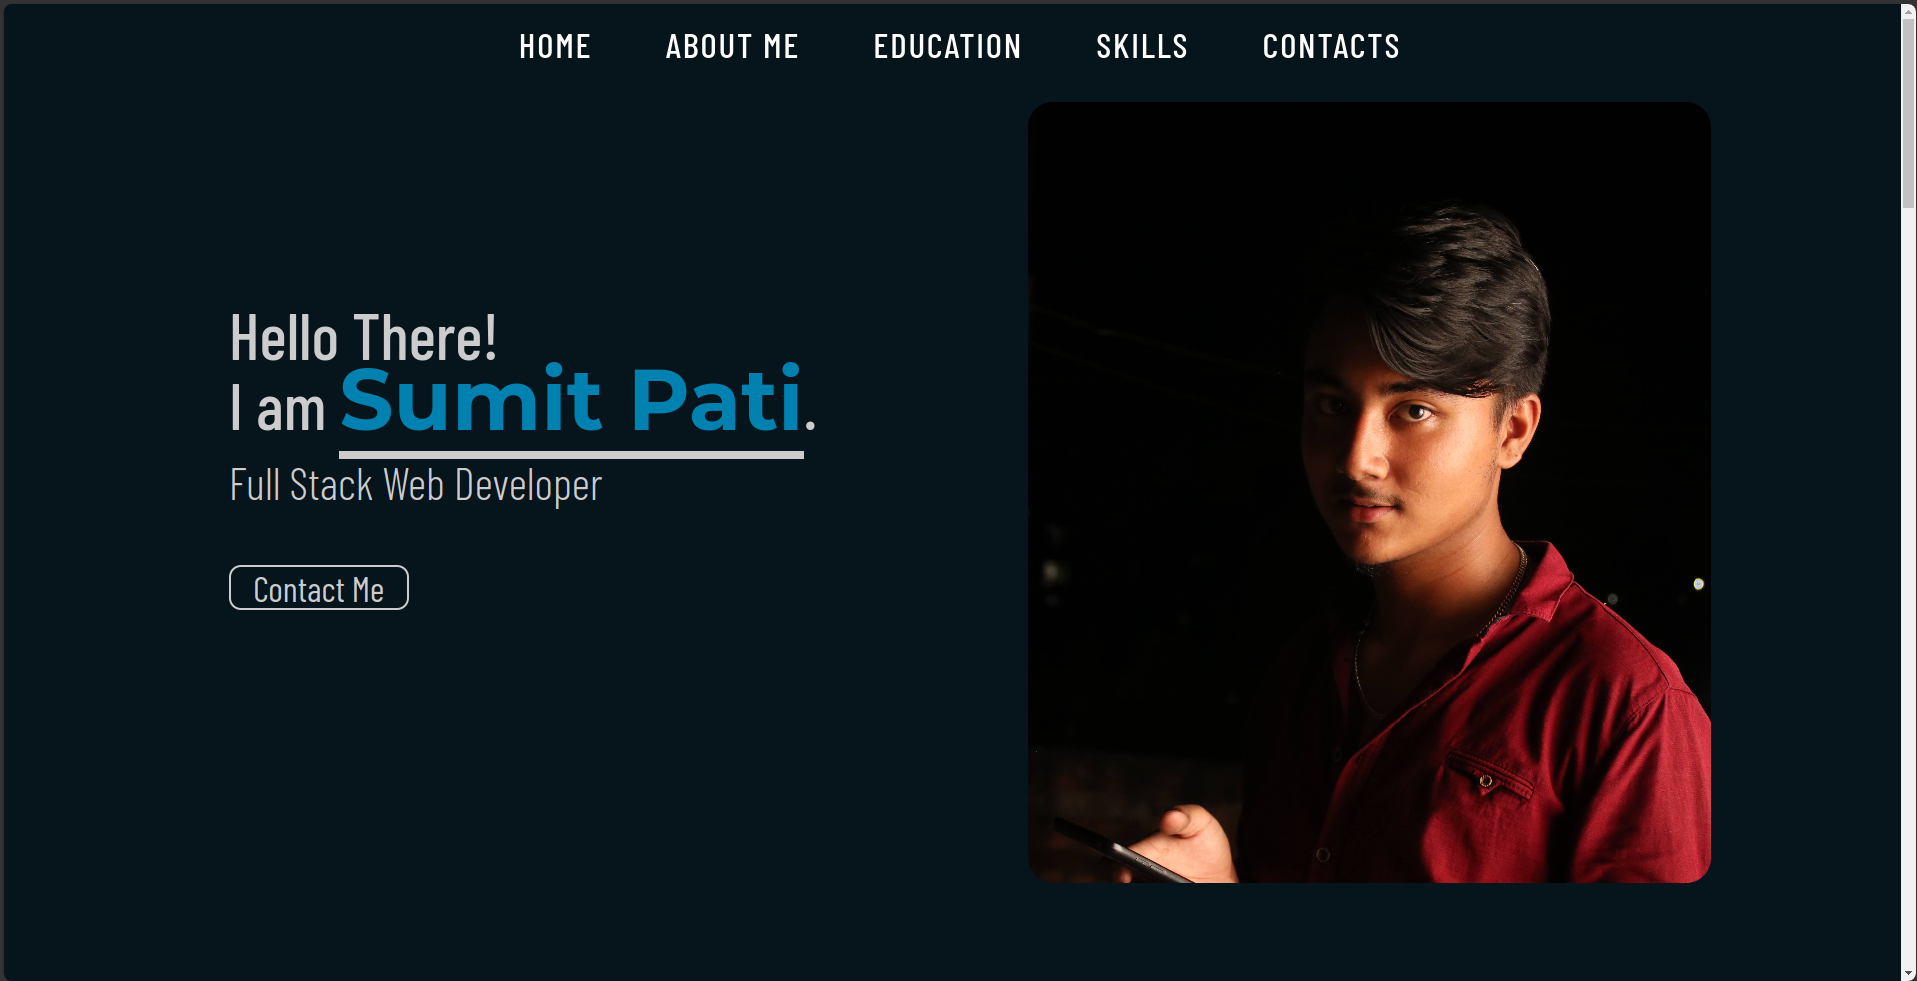 HOME ABOUT ME EDUCATION SKILLS CONTACTS
Hello There!
I am Sumit Pati.
Full Stack Web Developer
Contact Me